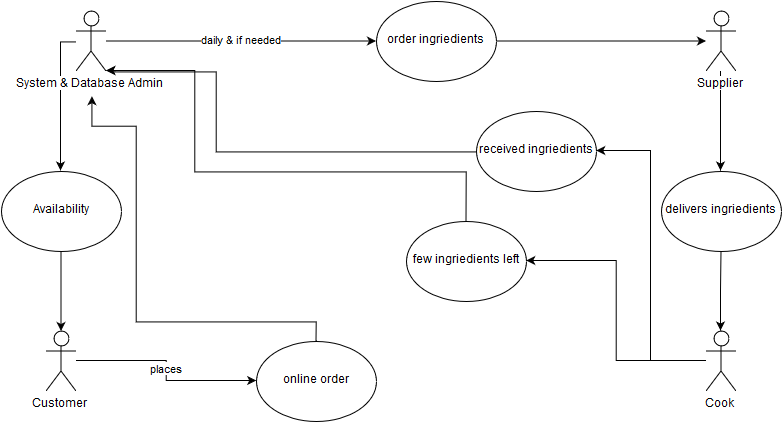 daily & if needed
order ingriedients
System & Database Admin
Supplier
received ingriedients
Availability
delivers ingriedients
few ingriedients left
places
online order
Customer
Cook